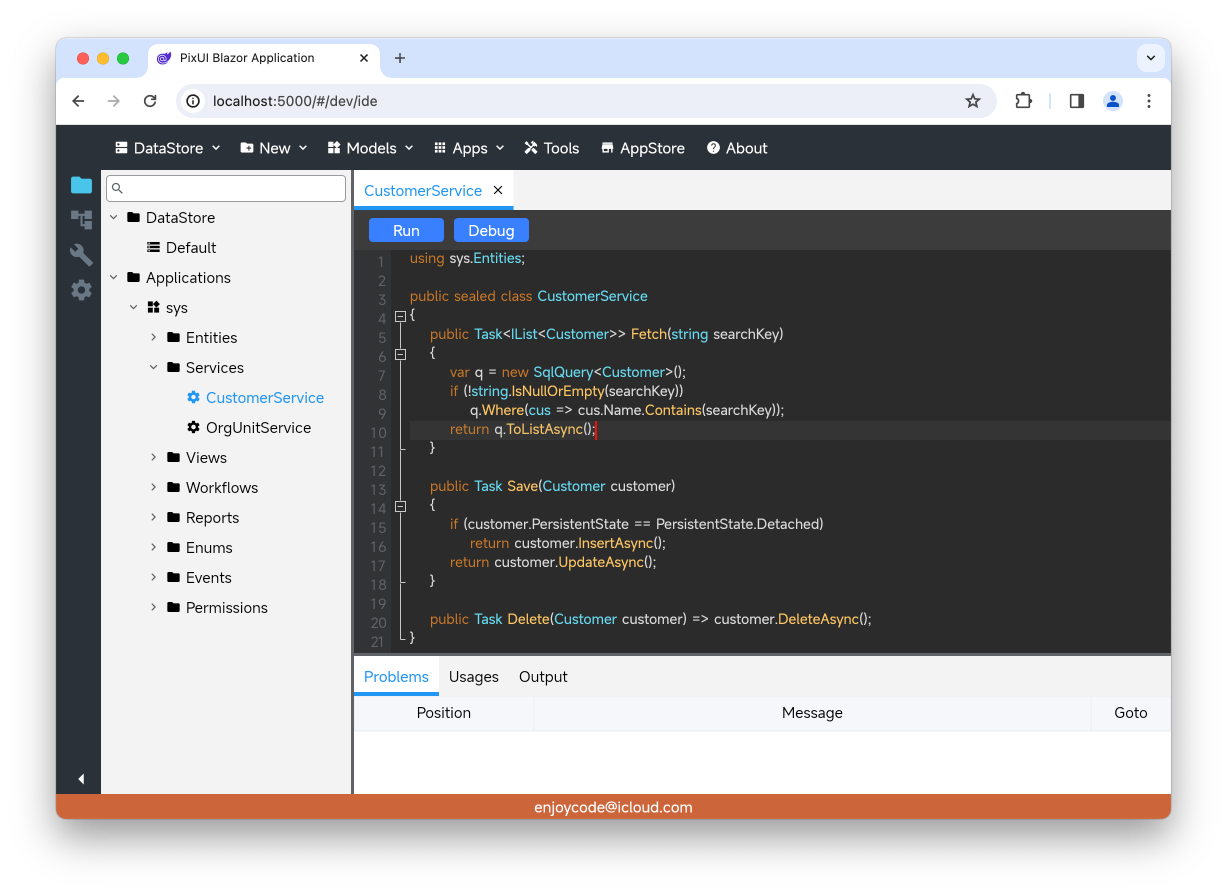 PixUI Blazor Application
localhost:5000/#/dev/ide
DataStore New Models Apps Tools AppStore About
DataStore
Default
Applications
sys
Entities
Services
CustomerService
OrgUnitService
Views
Workflows
Reports
Enums
Events
Permissions
CustomerService
Run Debug
1 using sys.Entities;
2
3 public sealed class CustomerService
4 {
5 public Task<IList<Customer>> Fetch(string searchKey)
6 {
7 var q = new SqlQuery<Customer>();
8 if (!string.IsNullOrEmpty(searchKey))
9 q.Where(cus => cus.Name.Contains(searchKey));
10 return q.ToListAsync();
11 }
12
13 public Task Save(Customer customer)
14 {
15 if (customer.PersistentState == PersistentState.Detached)
16 return customer.InsertAsync();
17 return customer.UpdateAsync();
18 }
19
20 public Task Delete(Customer customer) => customer.DeleteAsync();
21 }
Problems Usages Output
Position Message Goto
enjoycode@icloud.com